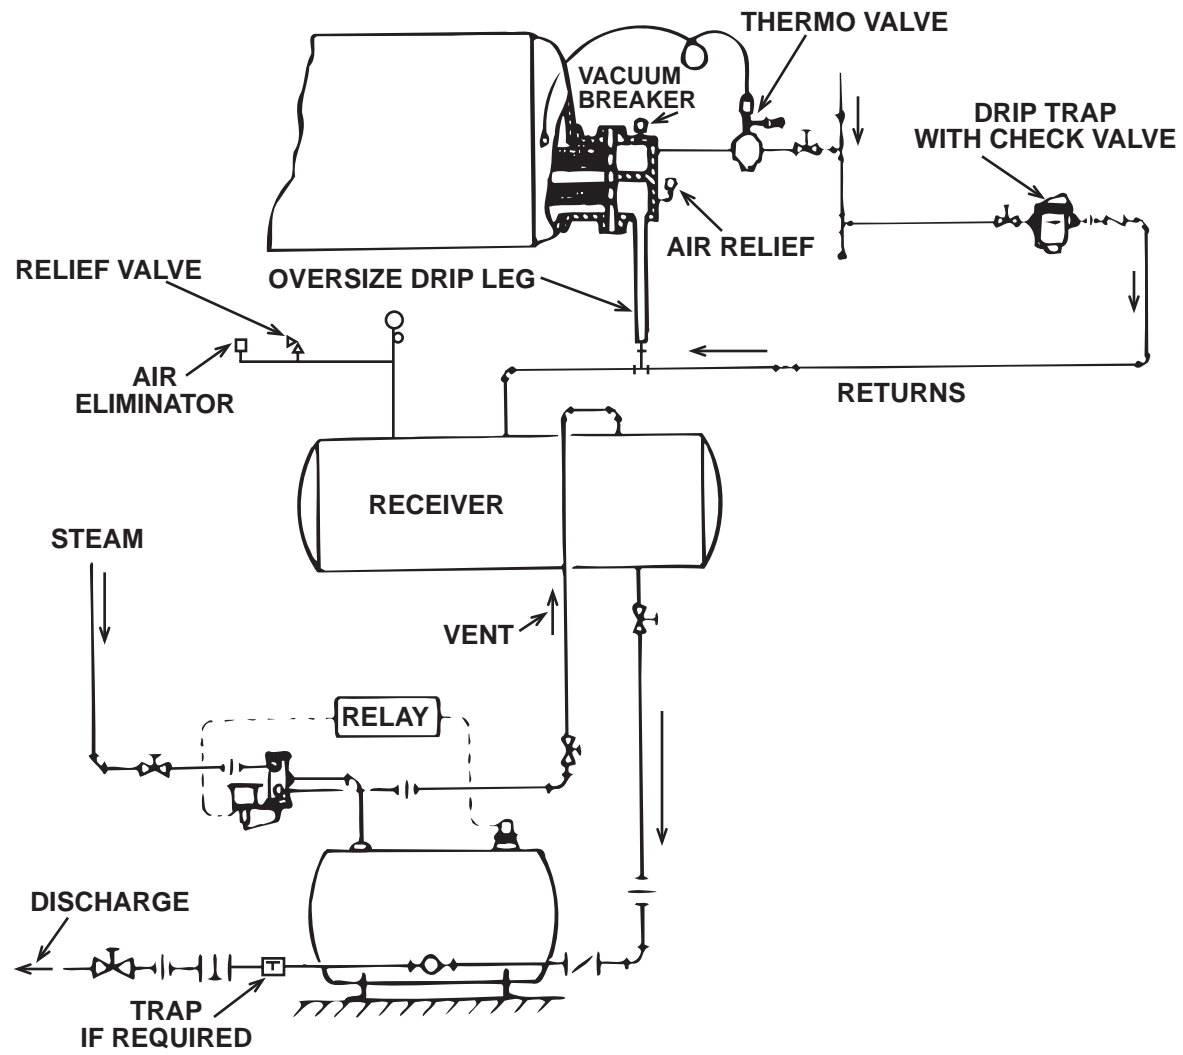 THERMO VALVE
VACUUM
BREAKER
DRIP TRAP
WITH CHECK VALVE
AIR RELIEF
RELIEF VALVE
OVERSIZE DRIP LEG
AIR
ELIMINATOR
RETURNS
RECEIVER
STEAM
VENT
RELAY
DISCHARGE
T
TRAP
IF REQUIRED